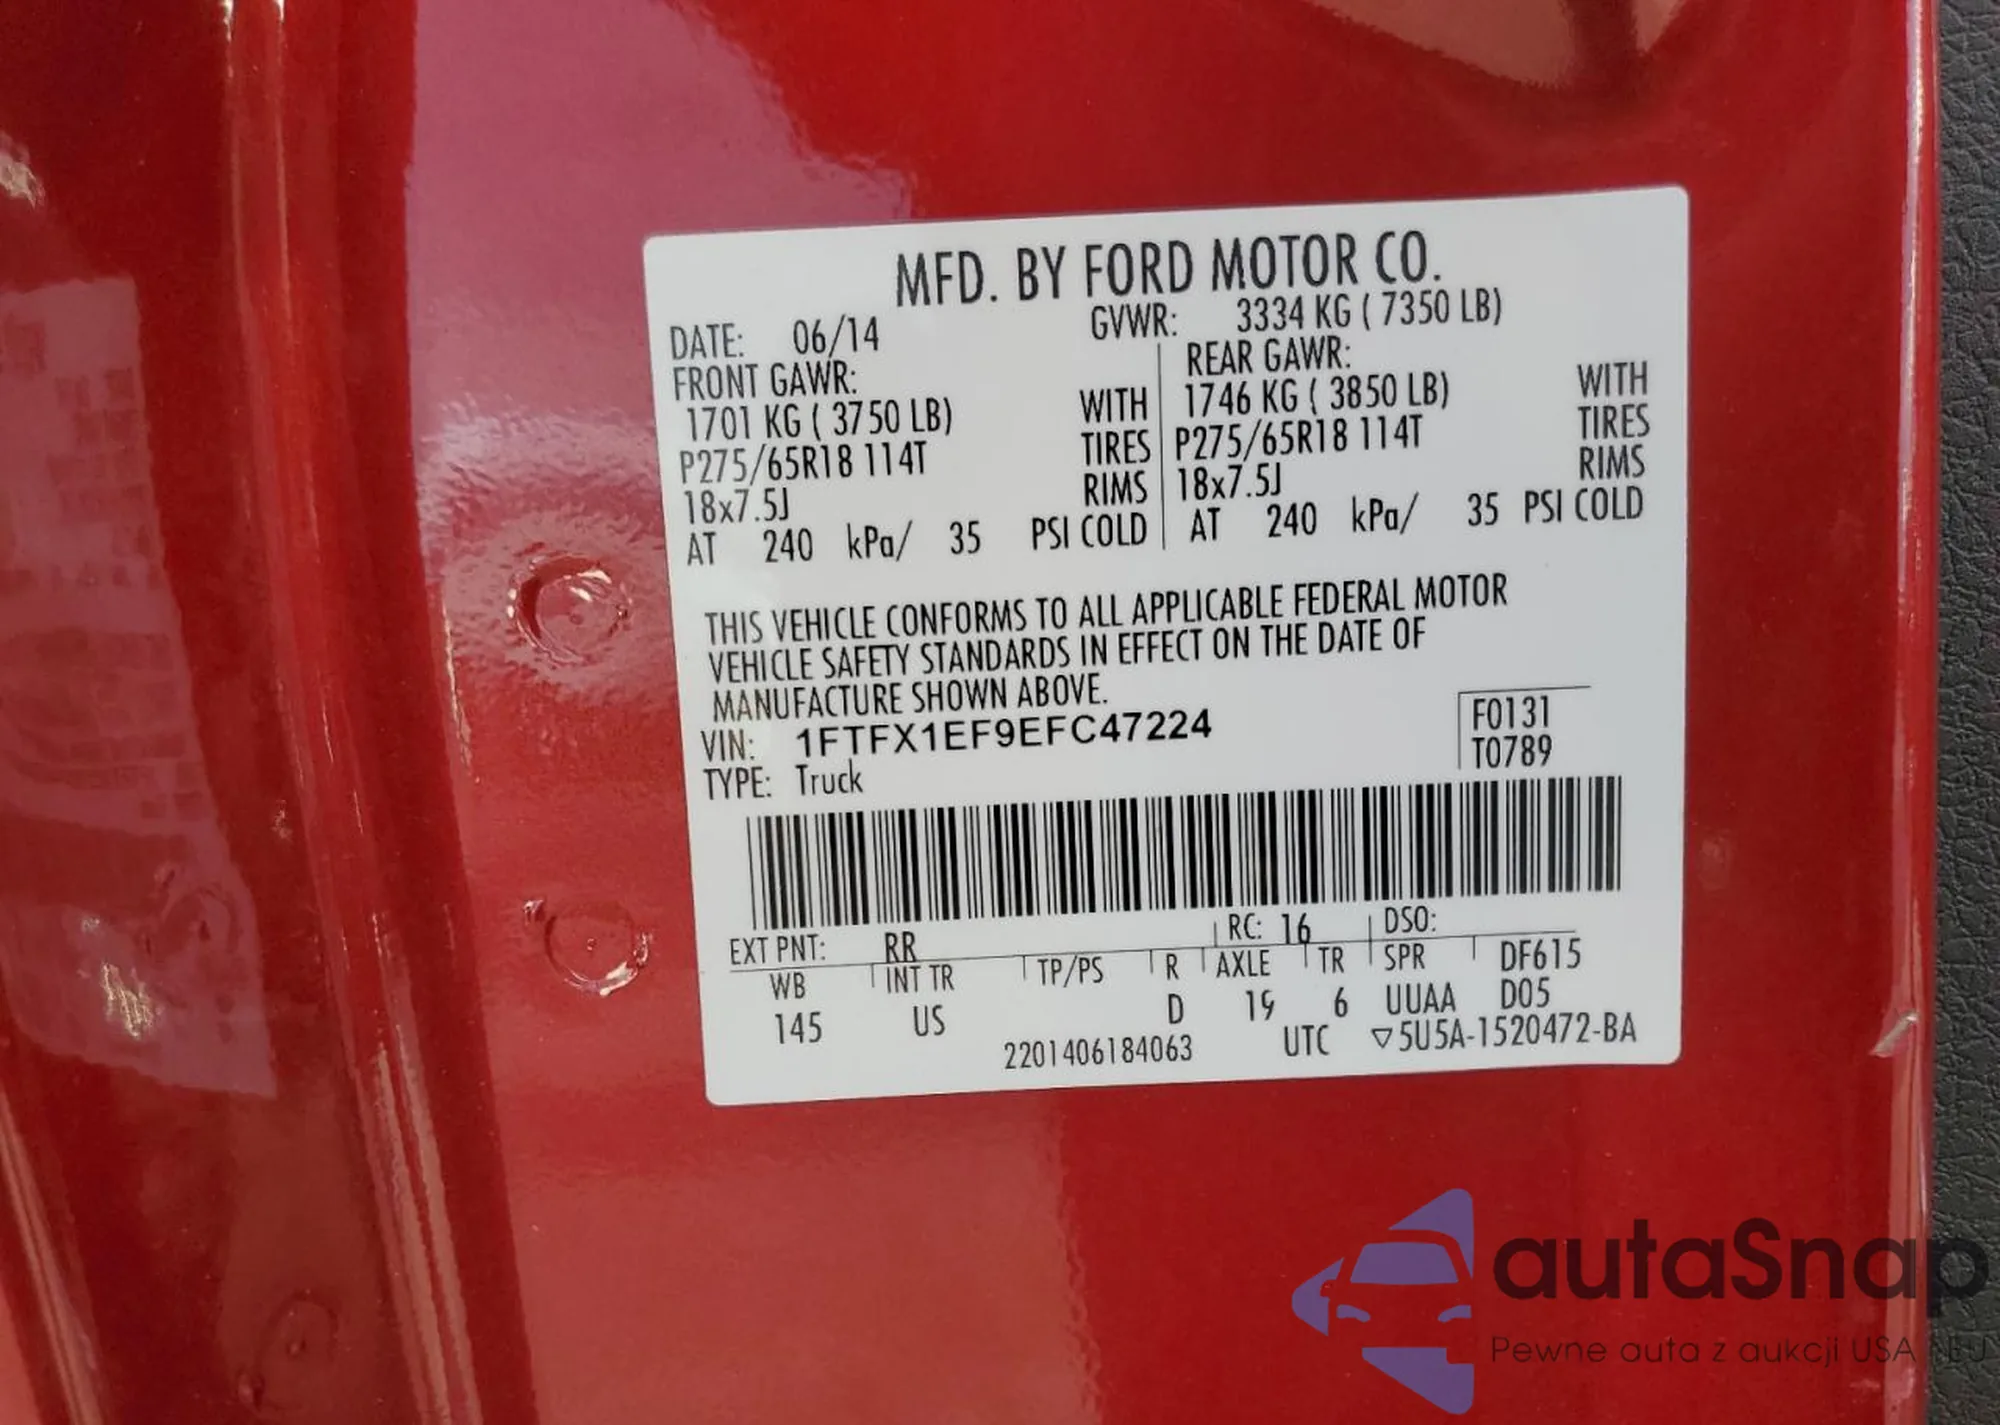 MFD. BY FORD MOTOR CO.
DATE: 06/14 GVWR: 3334 KG ( 7350 LB)
FRONT GAWR: REAR GAWR:
1701 KG ( 3750 LB) WITH 1746 KG ( 3850 LB) WITH
P275/65R18 114T TIRES P275/65R18 114T TIRES
18x7.5J RIMS 18x7.5J RIMS
AT 240 kPa/ 35 PSI COLD AT 240 kPa/ 35 PSI COLD
THIS VEHICLE CONFORMS TO ALL APPLICABLE FEDERAL MOTOR
VEHICLE SAFETY STANDARDS IN EFFECT ON THE DATE OF
MANUFACTURE SHOWN ABOVE.
VIN: 1FTFX1EF9EFC47224 F0131
TYPE: Truck T0789
EXT PNT: RR RC: 16 DSO:
WB INT TR TP/PS R AXLE TR SPR DF615
145 US D 19 6 UUAA D05
2201406184063 UTC ▽5U5A-1520472-BA
autaSnap
Pewne auta z aukcji USA EU